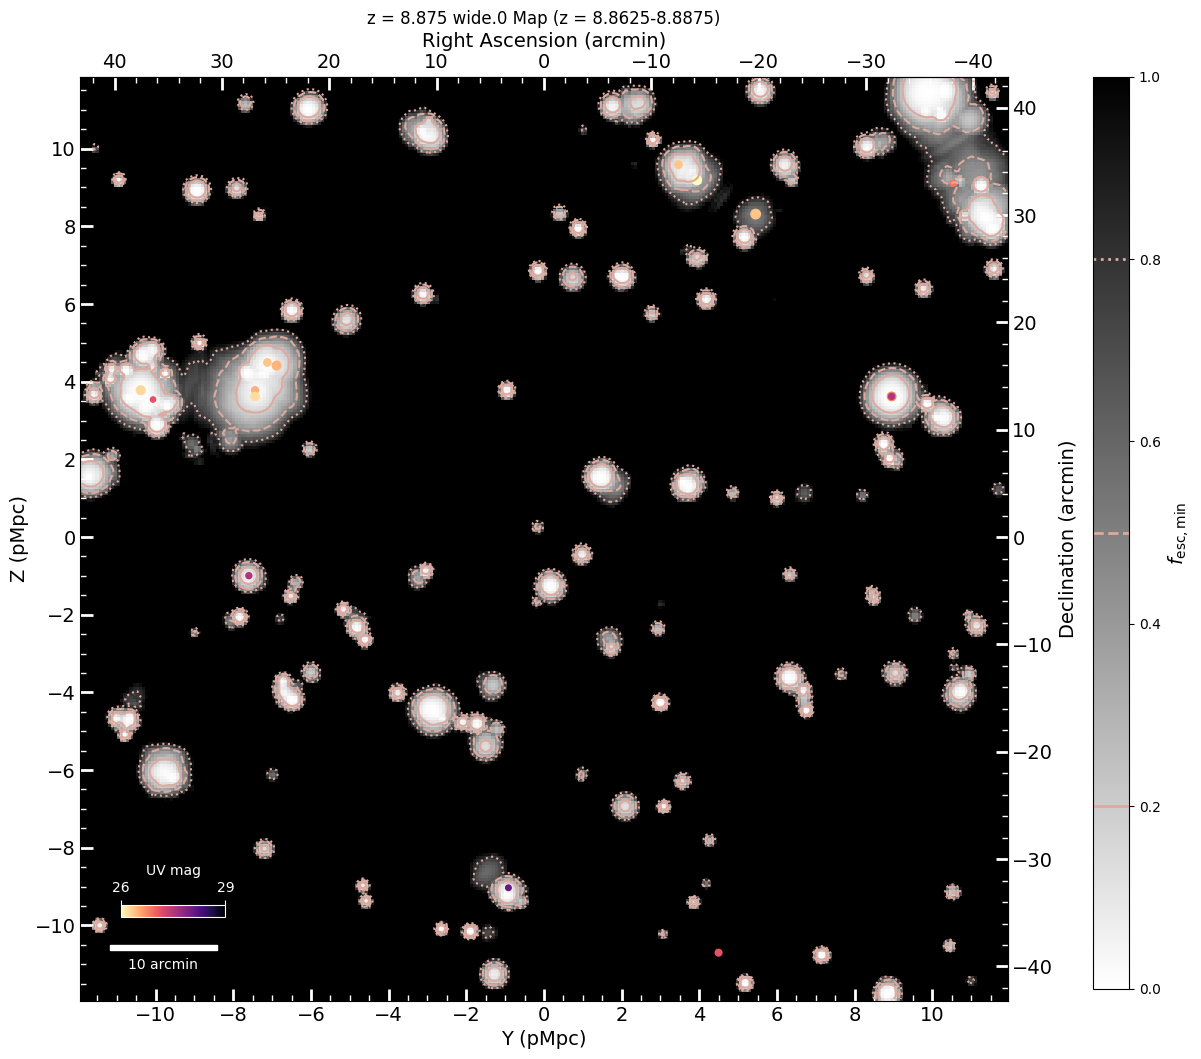 z = 8.875 wide.0 Map (z = 8.8625-8.8875)
Right Ascension (arcmin)
40 30 20 10 0 −10 −20 −30 −40
10
8
6
4
2
0
−2
−4
−6
−8
−10
Z (pMpc)
40
30
20
10
0
−10
−20
−30
−40
Declination (arcmin)
1.0
0.8
0.6
0.4
0.2
0.0
fesc, min
UV mag
26 29
10 arcmin
−10 −8 −6 −4 −2 0 2 4 6 8 10
Y (pMpc)